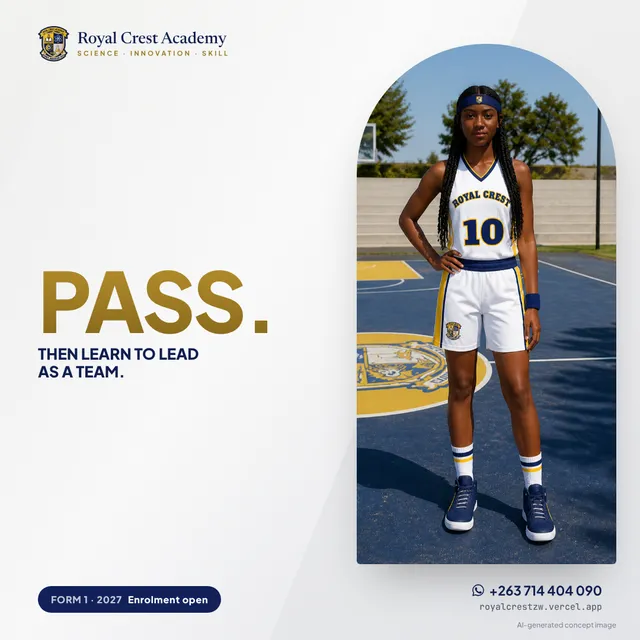 Royal Crest Academy
SCIENCE · INNOVATION · SKILL
ROYAL CREST
10
PASS.
THEN LEARN TO LEAD
AS A TEAM.
FORM 1 · 2027 Enrolment open
+263 714 404 090
royalcrestzw.vercel.app
AI-generated concept image